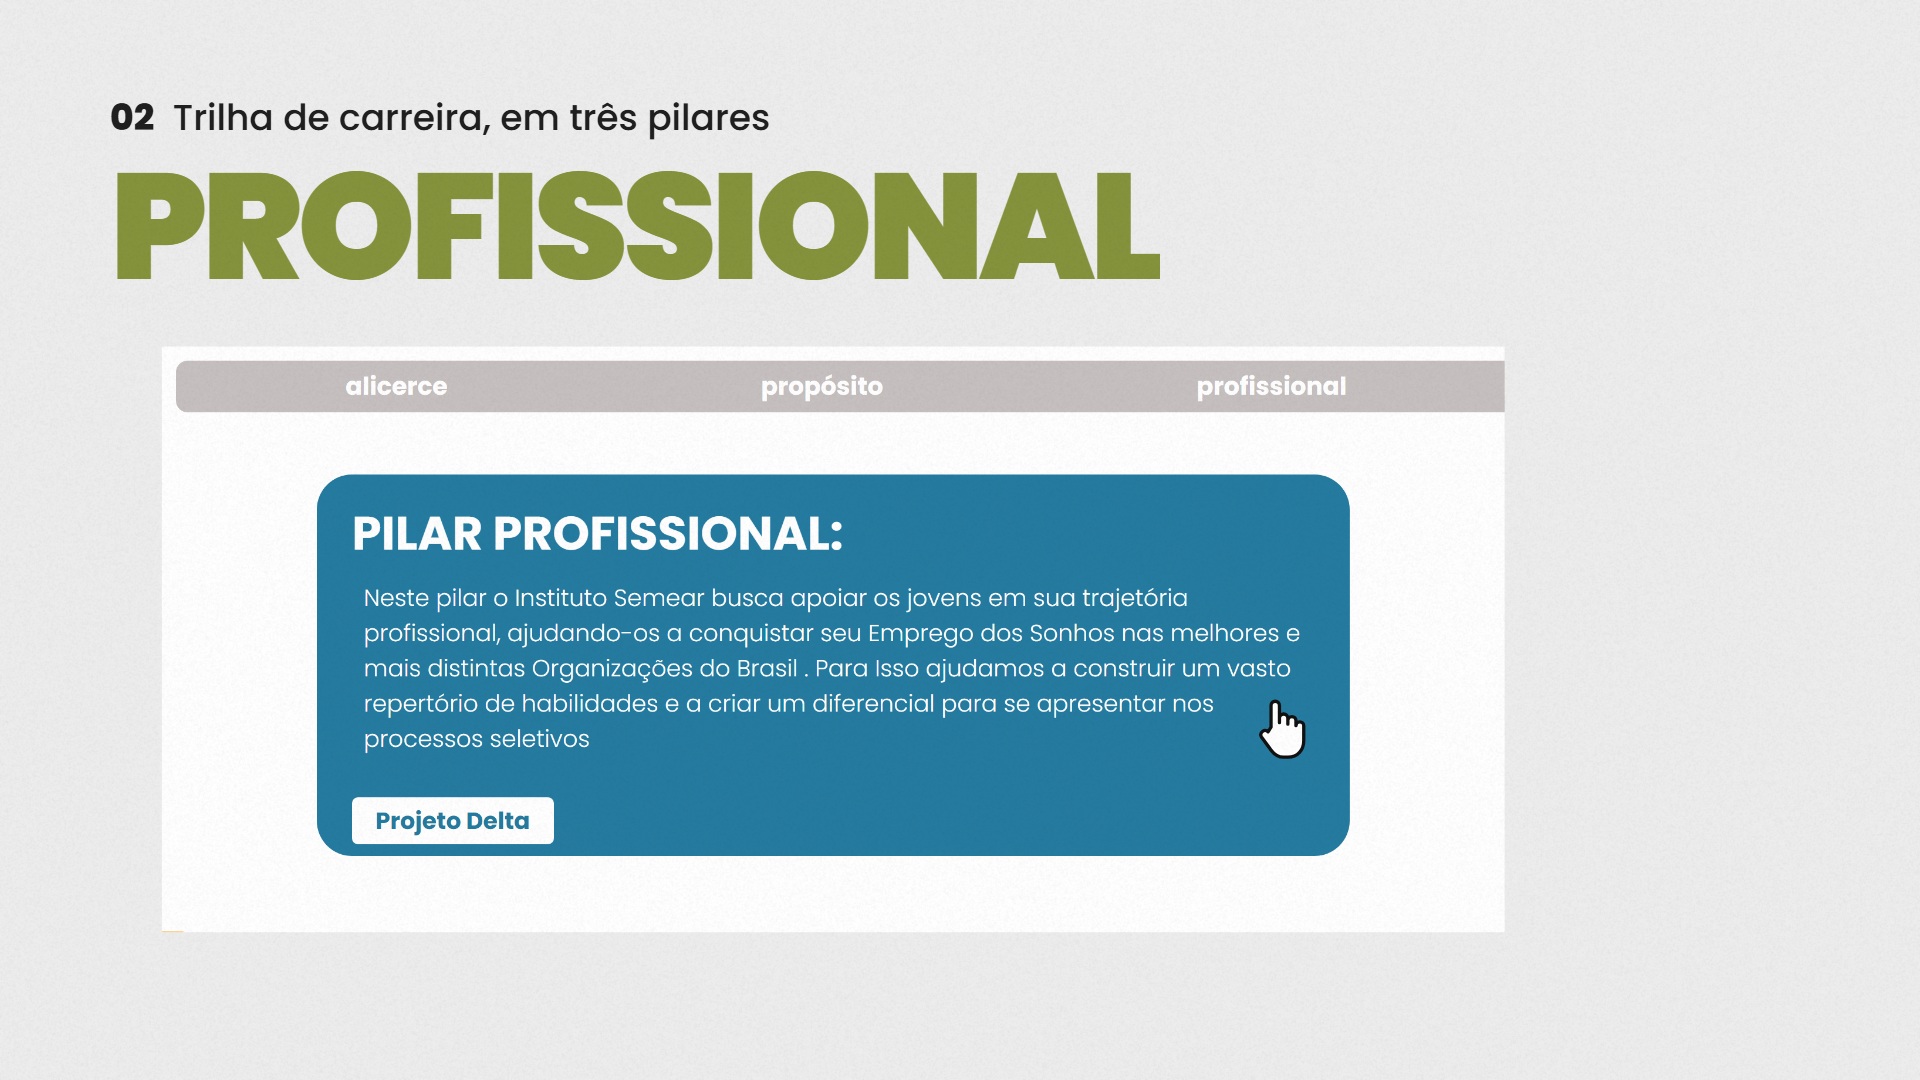 02 Trilha de carreira, em três pilares
PROFISSIONAL
alicerce propósito profissional
PILAR PROFISSIONAL:
Neste pilar o Instituto Semear busca apoiar os jovens em sua trajetória
profissional, ajudando-os a conquistar seu Emprego dos Sonhos nas melhores e
mais distintas Organizações do Brasil . Para Isso ajudamos a construir um vasto
repertório de habilidades e a criar um diferencial para se apresentar nos
processos seletivos
Projeto Delta